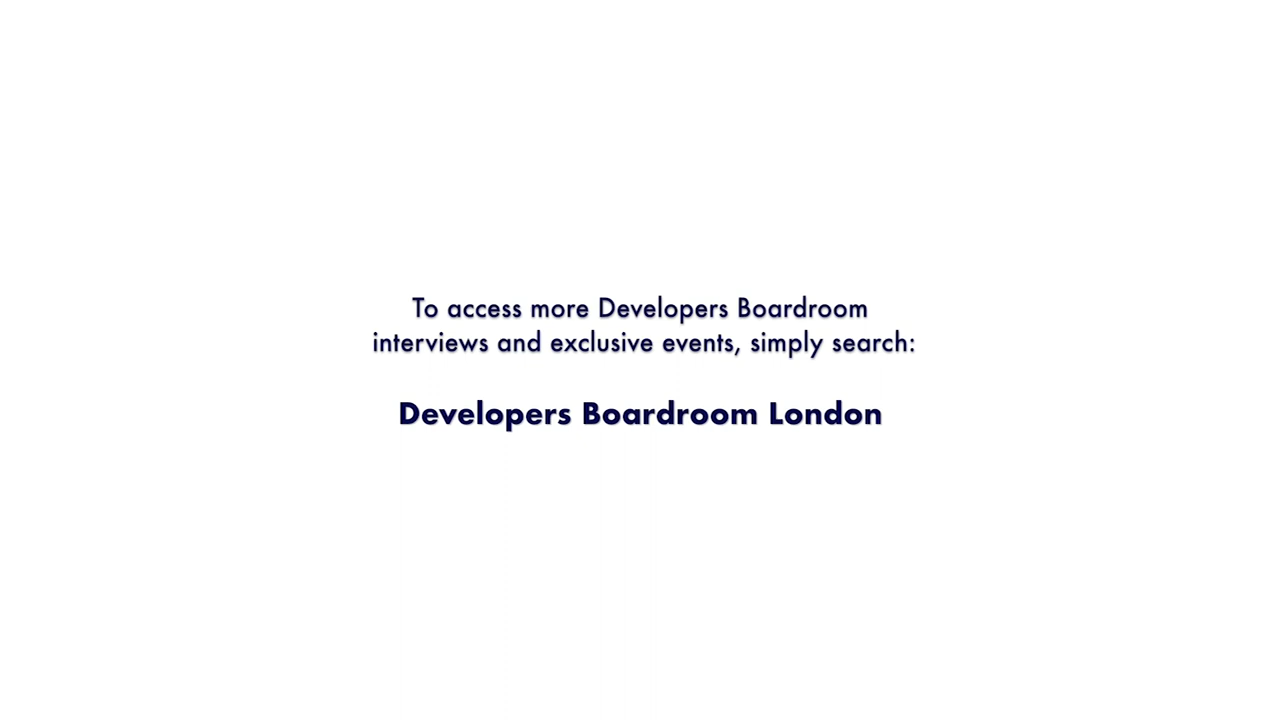 To access more Developers Boardroom
interviews and exclusive events, simply search:
Developers Boardroom London